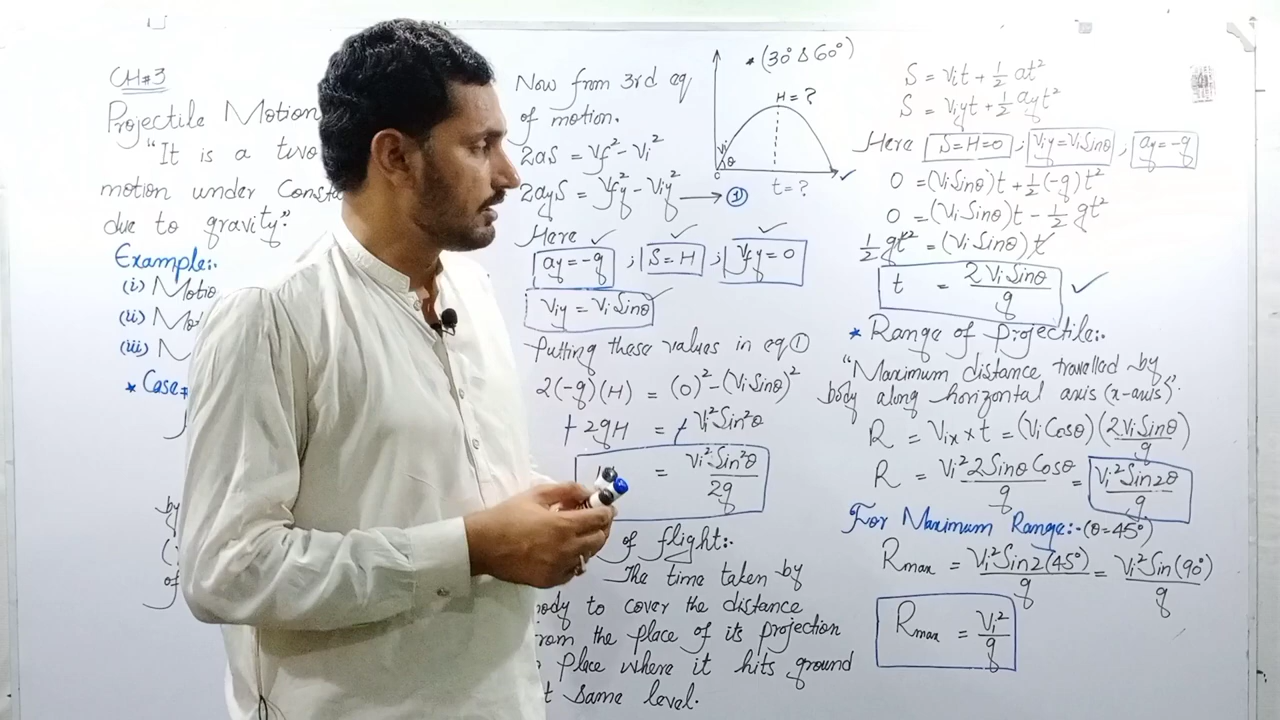 CH#3
Projectile Motion
"It is a two
motion under Consta
due to gravity."
Example:-
(i) Motio
(ii) Mot
(iii) M
* Case
by
(
of
Now from 3rd eq
of motion.
2aS = Vf² - Vi²
2ayS = Vfy² - Viy² → ①
Here
ay = -g ; S = H ; Vfy = 0
Viy = Vi Sinθ
Putting these values in eq ①
2(-g)(H) = (0)² - (Vi Sinθ)²
+2gH = + Vi² Sin²θ
= Vi² Sin²θ / 2g
of flight:-
The time taken by
body to cover the distance
rom the place of its projection
place where it hits ground
t same level.
* (30° & 60°)
H = ?
Vi
θ
t = ?
S = Vit + 1/2 at²
S = Viyt + 1/2 ayt²
Here S=H=0 ; Viy = Vi Sinθ ; ay = -g
0 = (Vi Sinθ)t + 1/2 (-g) t²
0 = (Vi Sinθ)t - 1/2 gt²
1/2 gt² = (Vi Sinθ) t
t = 2Vi Sinθ / g
* Range of Projectile:-
"Maximum distance travelled by
body along horizontal axis (x-axis)".
R = Vix × t = (Vi Cosθ) (2Vi Sinθ / g)
R = Vi² 2Sinθ Cosθ / g = Vi² Sin2θ / g
For Maximum Range:- (θ=45°)
Rmax = Vi² Sin2(45°) / g = Vi² Sin(90°) / g
Rmax = Vi² / g